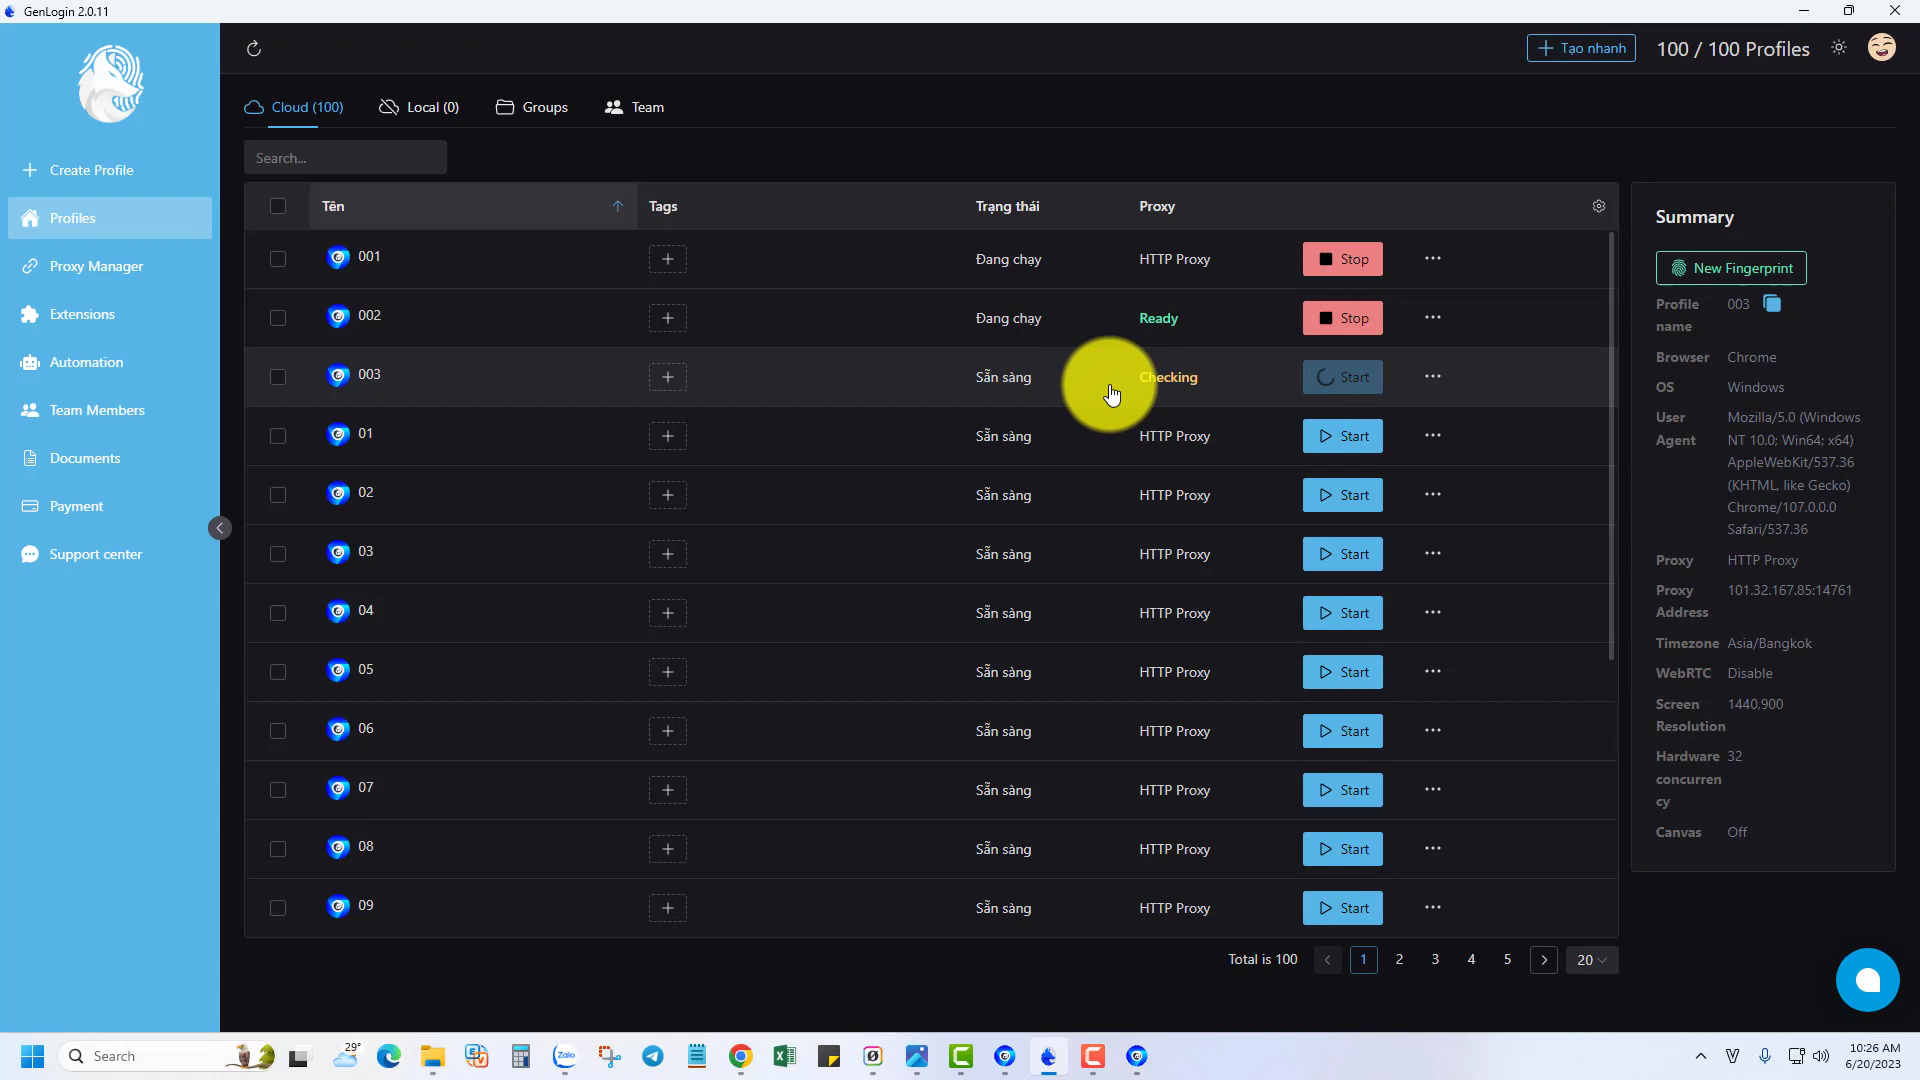 GenLogin 2.0.11
Tạo nhanh
100 / 100 Profiles
Cloud (100)
Local (0)
Groups
Team
Create Profile
Profiles
Proxy Manager
Extensions
Automation
Team Members
Documents
Payment
Support center
Search...
Tên
Tags
Trạng thái
Proxy
001
Đang chạy
HTTP Proxy
Stop
002
Đang chạy
Ready
Stop
003
Sẵn sàng
Checking
Start
01
Sẵn sàng
HTTP Proxy
Start
02
Sẵn sàng
HTTP Proxy
Start
03
Sẵn sàng
HTTP Proxy
Start
04
Sẵn sàng
HTTP Proxy
Start
05
Sẵn sàng
HTTP Proxy
Start
06
Sẵn sàng
HTTP Proxy
Start
07
Sẵn sàng
HTTP Proxy
Start
08
Sẵn sàng
HTTP Proxy
Start
09
Sẵn sàng
HTTP Proxy
Start
Total is 100
1
2
3
4
5
20
Summary
New Fingerprint
Profile name
003
Browser
Chrome
OS
Windows
User Agent
Mozilla/5.0 (Windows
NT 10.0; Win64; x64)
AppleWebKit/537.36
(KHTML, like Gecko)
Chrome/107.0.0.0
Safari/537.36
Proxy
HTTP Proxy
Proxy Address
101.32.167.85:14761
Timezone
Asia/Bangkok
WebRTC
Disable
Screen Resolution
1440,900
Hardware
concurren
cy
32
Canvas
Off
Search
29°
Zalo
V
10:26 AM
6/20/2023